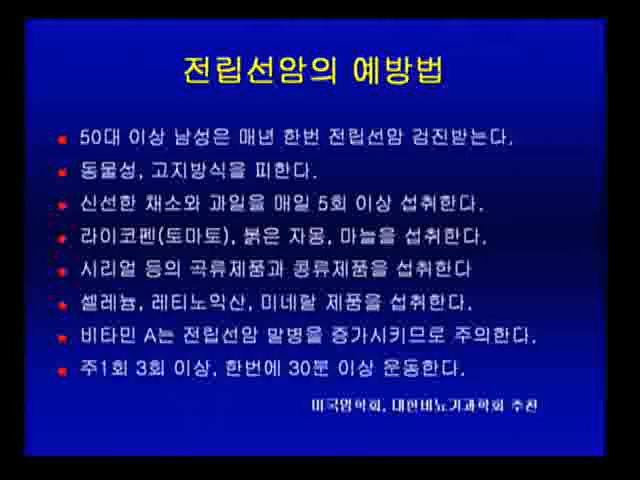 전립선암의 예방법
50대 이상 남성은 매년 한번 전립선암 검진받는다.
동물성, 고지방식을 피한다.
신선한 채소와 과일을 매일 5회 이상 섭취한다.
라이코펜(토마토), 붉은 자몽, 마늘을 섭취한다.
시리얼 등의 곡류제품과 콩류제품을 섭취한다
셀레늄, 레티노익산, 미네랄 제품을 섭취한다.
비타민 A는 전립선암 발병을 증가시키므로 주의한다.
주1회 3회 이상, 한번에 30분 이상 운동한다.
미국암학회, 대한비뇨기과학회 추천